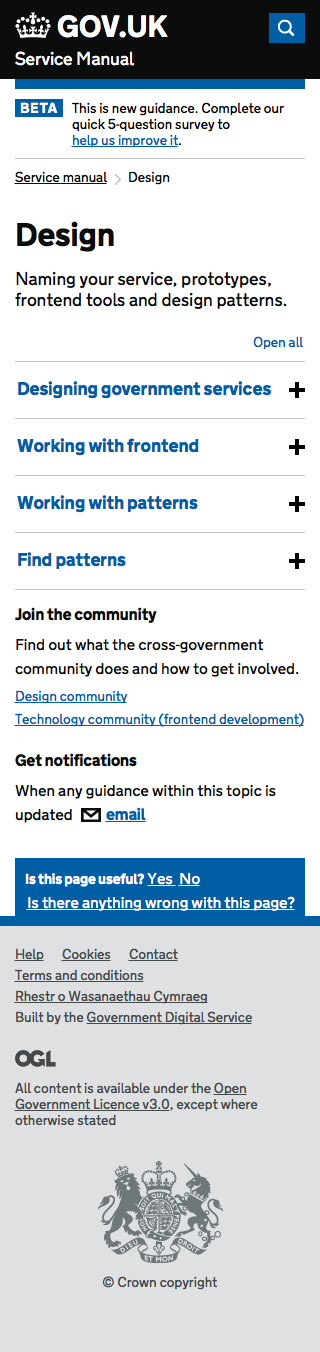 GOV.UK
Service Manual
BETA
This is new guidance. Complete our
quick 5-question survey to
help us improve it.
Service manual
Design
Design
Naming your service, prototypes,
frontend tools and design patterns.
Open all
Designing government services
Working with frontend
Working with patterns
Find patterns
Join the community
Find out what the cross-government
community does and how to get involved.
Design community
Technology community (frontend development)
Get notifications
When any guidance within this topic is
updated email
Is this page useful? Yes No
Is there anything wrong with this page?
Help Cookies Contact
Terms and conditions
Rhestr o Wasanaethau Cymraeg
Built by the Government Digital Service
OGL
All content is available under the Open
Government Licence v3.0, except where
otherwise stated
DIEU ET MON DROIT
© Crown copyright